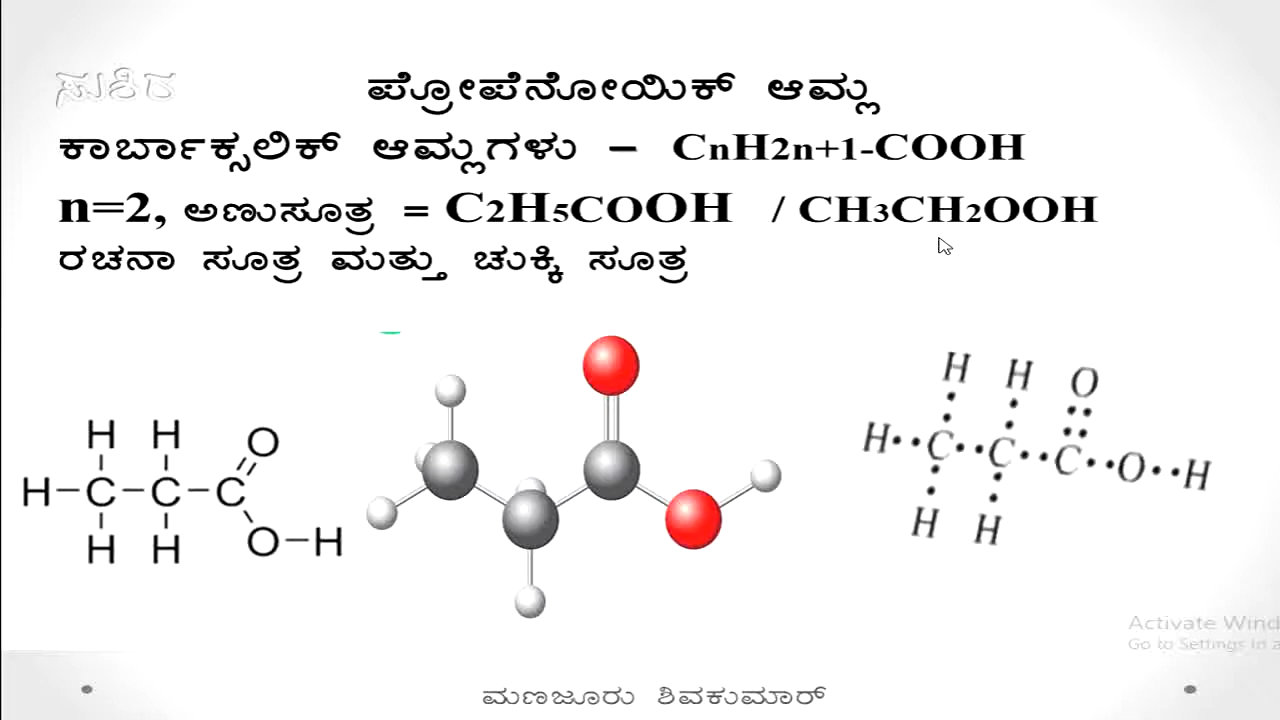 ಸುಶಿರ
ಪ್ರೋಪೆನೋಯಿಕ್ ಆಮ್ಲ
ಕಾರ್ಬಾಕ್ಸಲಿಕ್ ಆಮ್ಲಗಳು – CnH2n+1-COOH
n=2, ಅಣುಸೂತ್ರ = C2H5COOH / CH3CH2OOH
ರಚನಾ ಸೂತ್ರ ಮತ್ತು ಚುಕ್ಕಿ ಸೂತ್ರ
H H O
H–C–C–C
H H O–H
H H O
H··C··C··C··O··H
H H
Activate Wind
Go to Settings to a
ಮಣಜೂರು ಶಿವಕುಮಾರ್